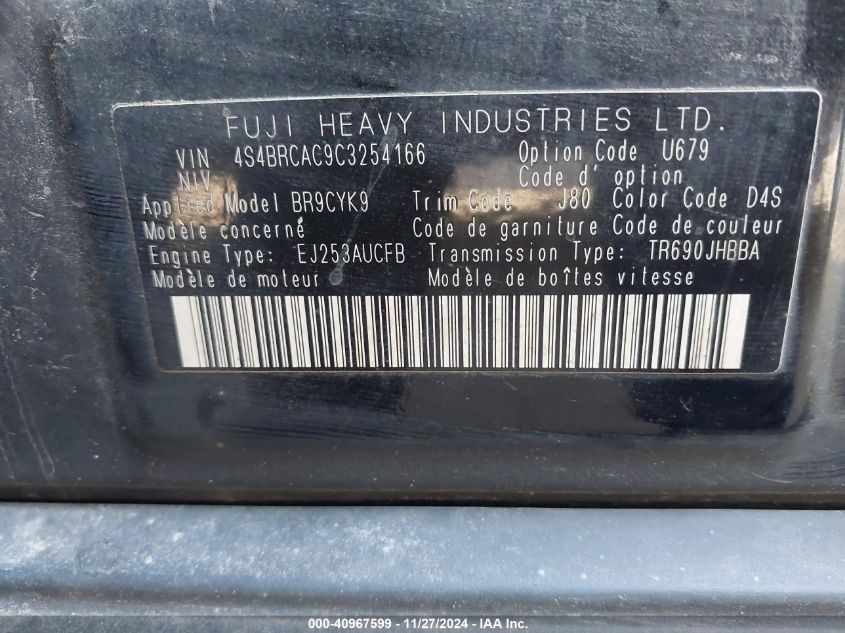 FUJI HEAVY INDUSTRIES LTD.
VIN 4S4BRCAC9C3254166 Option Code U679
NIV Code d'option
Applied Model BR9CYK9 Trim Code J80 Color Code D4S
Modèle concerné Code de garniture Code de couleur
Engine Type: EJ253AUCFB Transmission Type: TR690JHBBA
Modèle de moteur Modèle de boîtes vitesse
000-40967599 - 11/27/2024 - IAA Inc.